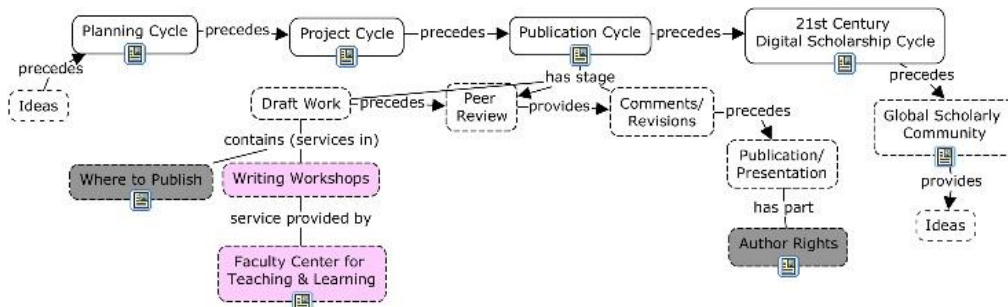 Planning Cycle
precedes
Project Cycle
precedes
Publication Cycle
precedes
21st Century
Digital Scholarship Cycle
precedes
Ideas
has stage
precedes
Draft Work
precedes
Peer
Review
provides
Comments/
Revisions
precedes
Global Scholarly
Community
contains (services in)
Where to Publish
Writing Workshops
Publication/
Presentation
provides
service provided by
has part
Ideas
Faculty Center for
Teaching & Learning
Author Rights